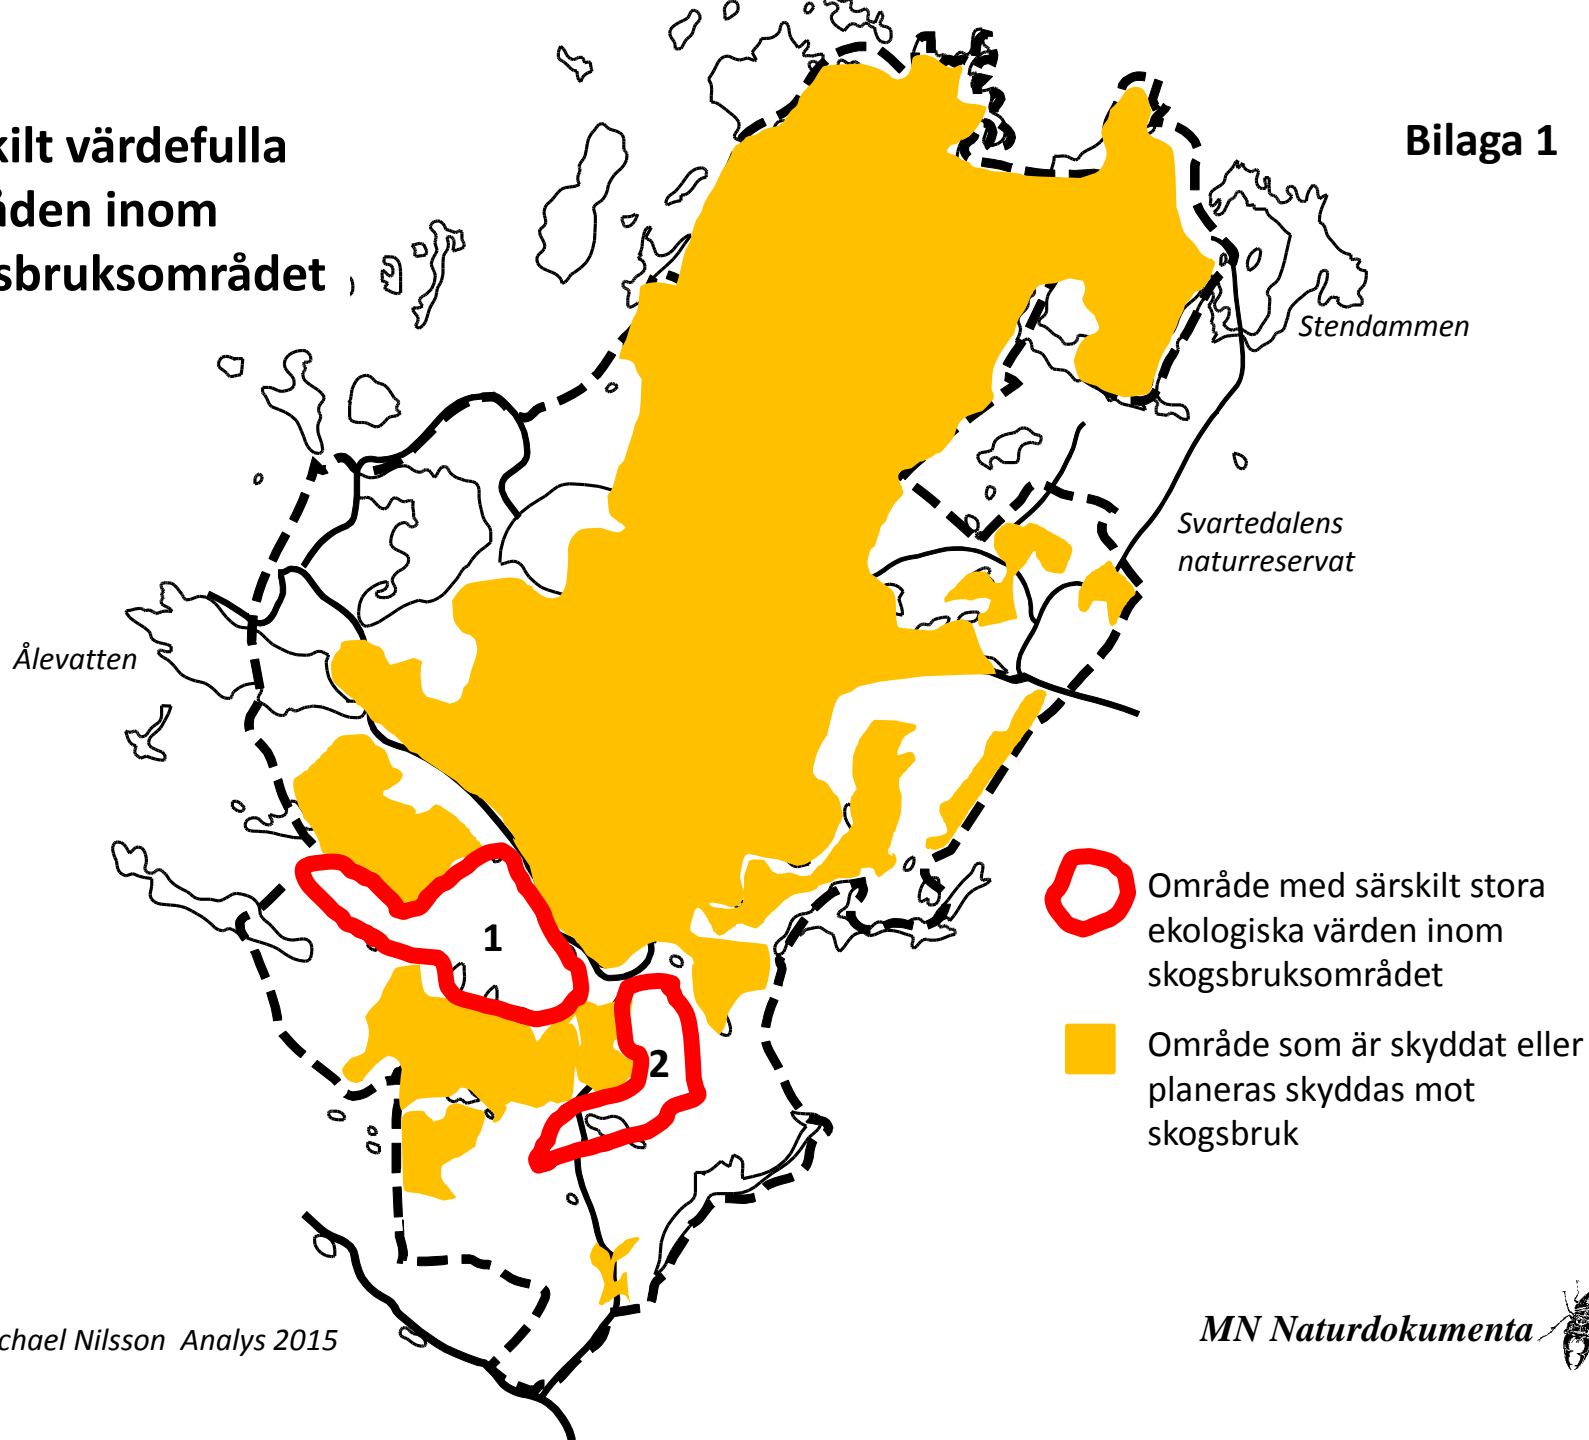 kilt värdefulla
åden inom
sbruksområdet
Bilaga 1
Stendammen
Svartedalens
naturreservat
Ålevatten
1
2
Område med särskilt stora
ekologiska värden inom
skogsbruksområdet
Område som är skyddat eller
planeras skyddas mot
skogsbruk
chael Nilsson Analys 2015
MN Naturdokumenta